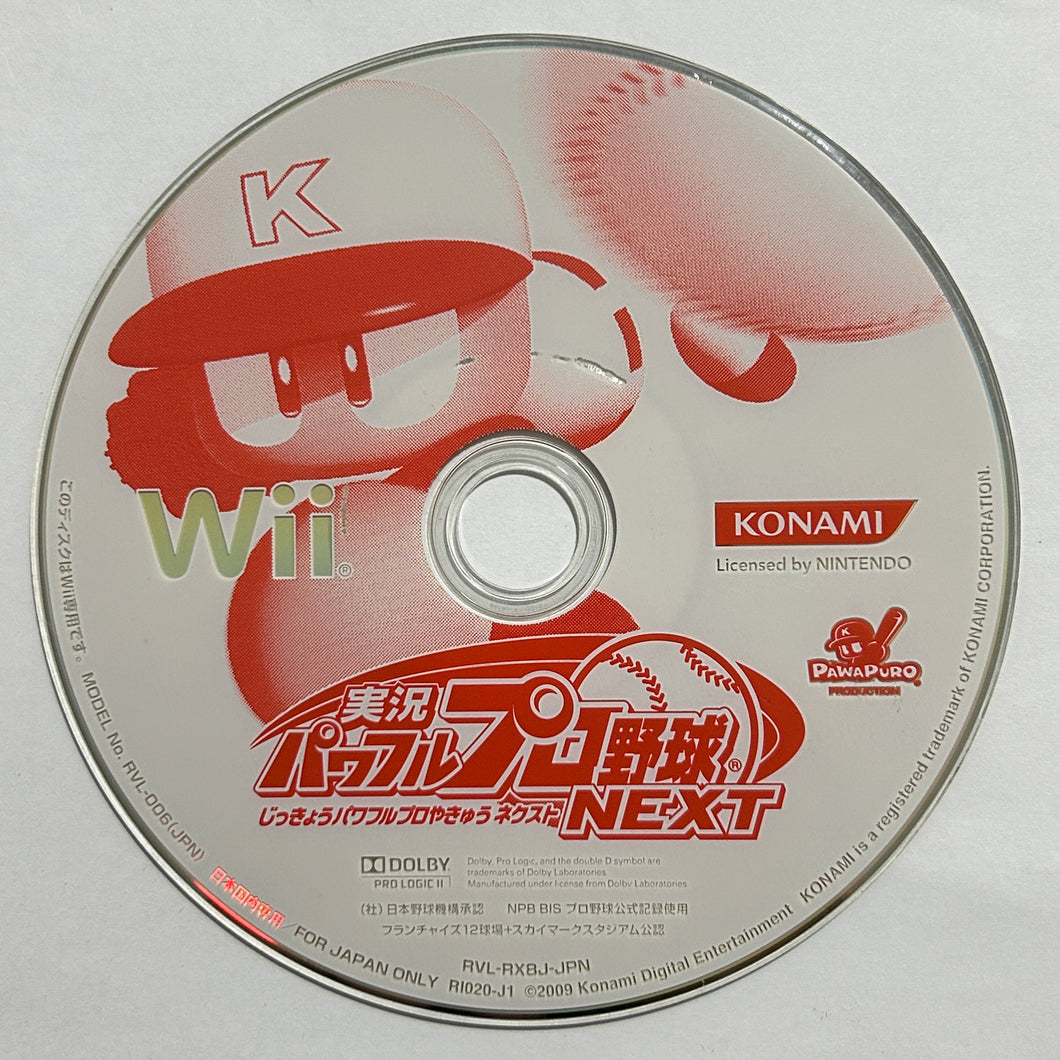 K
Wii®
KONAMI
Licensed by NINTENDO
K
PAWAPURO®
PRODUCTION
実況
パワフルプロ野球®
じっきょうパワフルプロやきゅう ネクスト
NEXT
DOLBY®
PRO LOGIC II
Dolby, Pro Logic, and the double D symbol are
trademarks of Dolby Laboratories
Manufactured under license from Dolby Laboratories
(社)日本野球機構承認 NPB BIS プロ野球公式記録使用
フランチャイズ12球場+スカイマークスタジアム公認
RVL-RXBJ-JPN
RI020-J1 ©2009 Konami Digital Entertainment KONAMI is a registered trademark of KONAMI CORPORATION.
このディスクはWii専用です。 MODEL No. RVL-006(JPN) 日本国内専用/FOR JAPAN ONLY